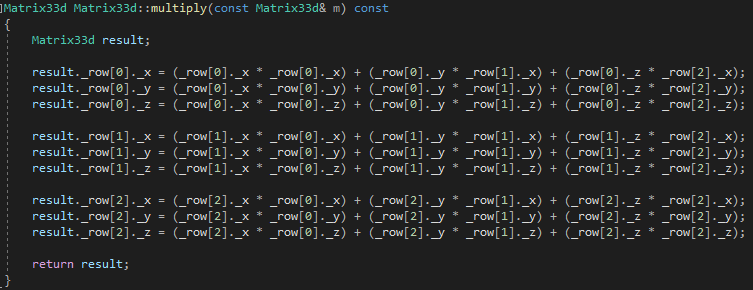 Matrix33d Matrix33d::multiply(const Matrix33d& m) const
{
Matrix33d result;
result._row[0]._x = (_row[0]._x * _row[0]._x) + (_row[0]._y * _row[1]._x) + (_row[0]._z * _row[2]._x);
result._row[0]._y = (_row[0]._x * _row[0]._y) + (_row[0]._y * _row[1]._y) + (_row[0]._z * _row[2]._y);
result._row[0]._z = (_row[0]._x * _row[0]._z) + (_row[0]._y * _row[1]._z) + (_row[0]._z * _row[2]._z);
result._row[1]._x = (_row[1]._x * _row[0]._x) + (_row[1]._y * _row[1]._x) + (_row[1]._z * _row[2]._x);
result._row[1]._y = (_row[1]._x * _row[0]._y) + (_row[1]._y * _row[1]._y) + (_row[1]._z * _row[2]._y);
result._row[1]._z = (_row[1]._x * _row[0]._z) + (_row[1]._y * _row[1]._z) + (_row[1]._z * _row[2]._z);
result._row[2]._x = (_row[2]._x * _row[0]._x) + (_row[2]._y * _row[1]._x) + (_row[2]._z * _row[2]._x);
result._row[2]._y = (_row[2]._x * _row[0]._y) + (_row[2]._y * _row[1]._y) + (_row[2]._z * _row[2]._y);
result._row[2]._z = (_row[2]._x * _row[0]._z) + (_row[2]._y * _row[1]._z) + (_row[2]._z * _row[2]._z);
return result;
}